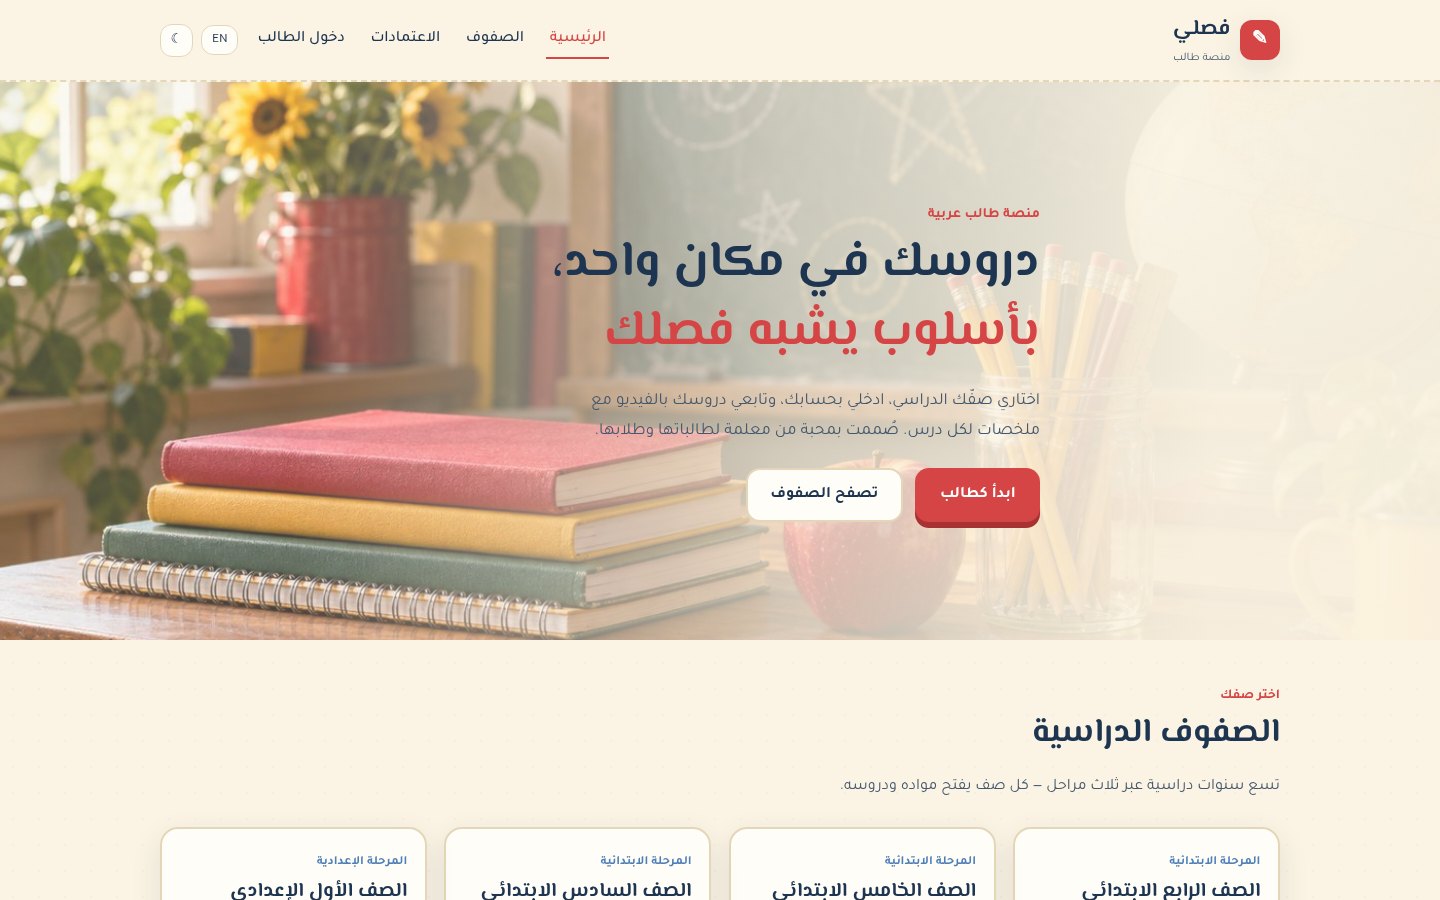 فصلي
منصة طالب
الرئيسية
الصفوف
الاعتمادات
دخول الطالب
EN
منصة طالب عربية
دروسك في مكان واحد،
بأسلوب يشبه فصلك
اختاري صفّك الدراسي، ادخلي بحسابك، وتابعي دروسك بالفيديو مع
ملخصات لكل درس. صُممت بمحبة من معلمة لطالباتها وطلابها.
ابدأ كطالب
تصفح الصفوف
اختر صفك
الصفوف الدراسية
تسع سنوات دراسية عبر ثلاث مراحل – كل صف يفتح مواده ودروسه.
المرحلة الابتدائية
الصف الرابع الابتدائي
المرحلة الابتدائية
الصف الخامس الابتدائي
المرحلة الابتدائية
الصف السادس الابتدائي
المرحلة الإعدادية
الصف الأول الإعدادي